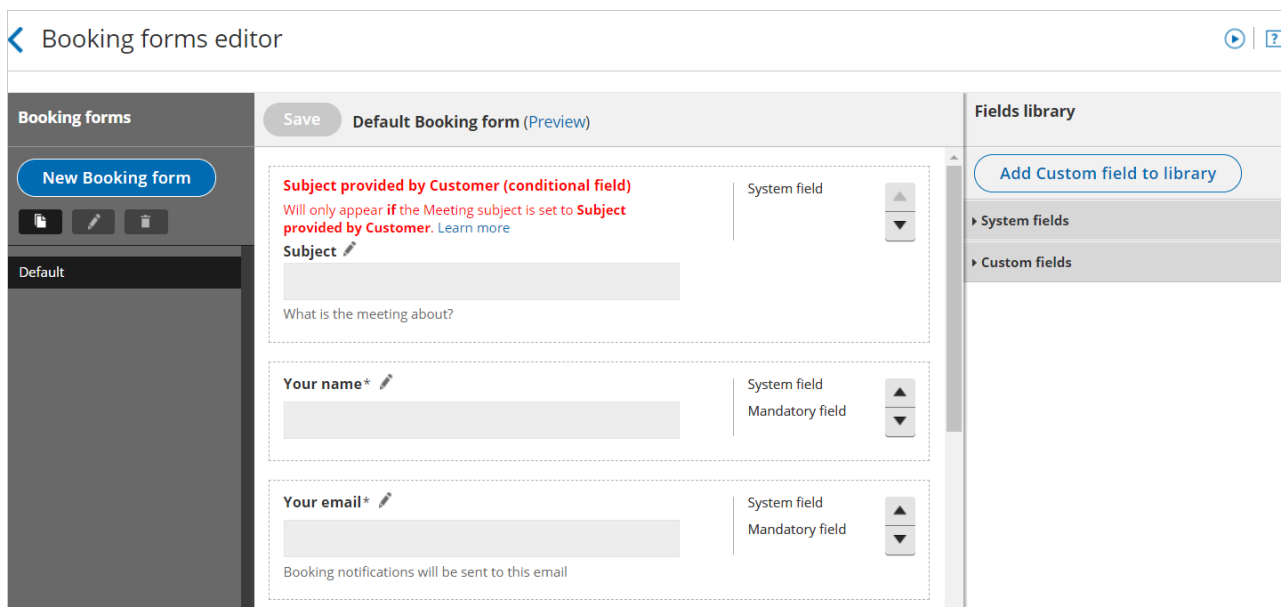 Booking forms editor
?
Booking forms
New Booking form
Default
Save
Default Booking form (Preview)
Subject provided by Customer (conditional field)
Will only appear if the Meeting subject is set to Subject
provided by Customer. Learn more
Subject
What is the meeting about?
System field
Your name*
System field
Mandatory field
Your email*
Booking notifications will be sent to this email
System field
Mandatory field
Fields library
Add Custom field to library
System fields
Custom fields